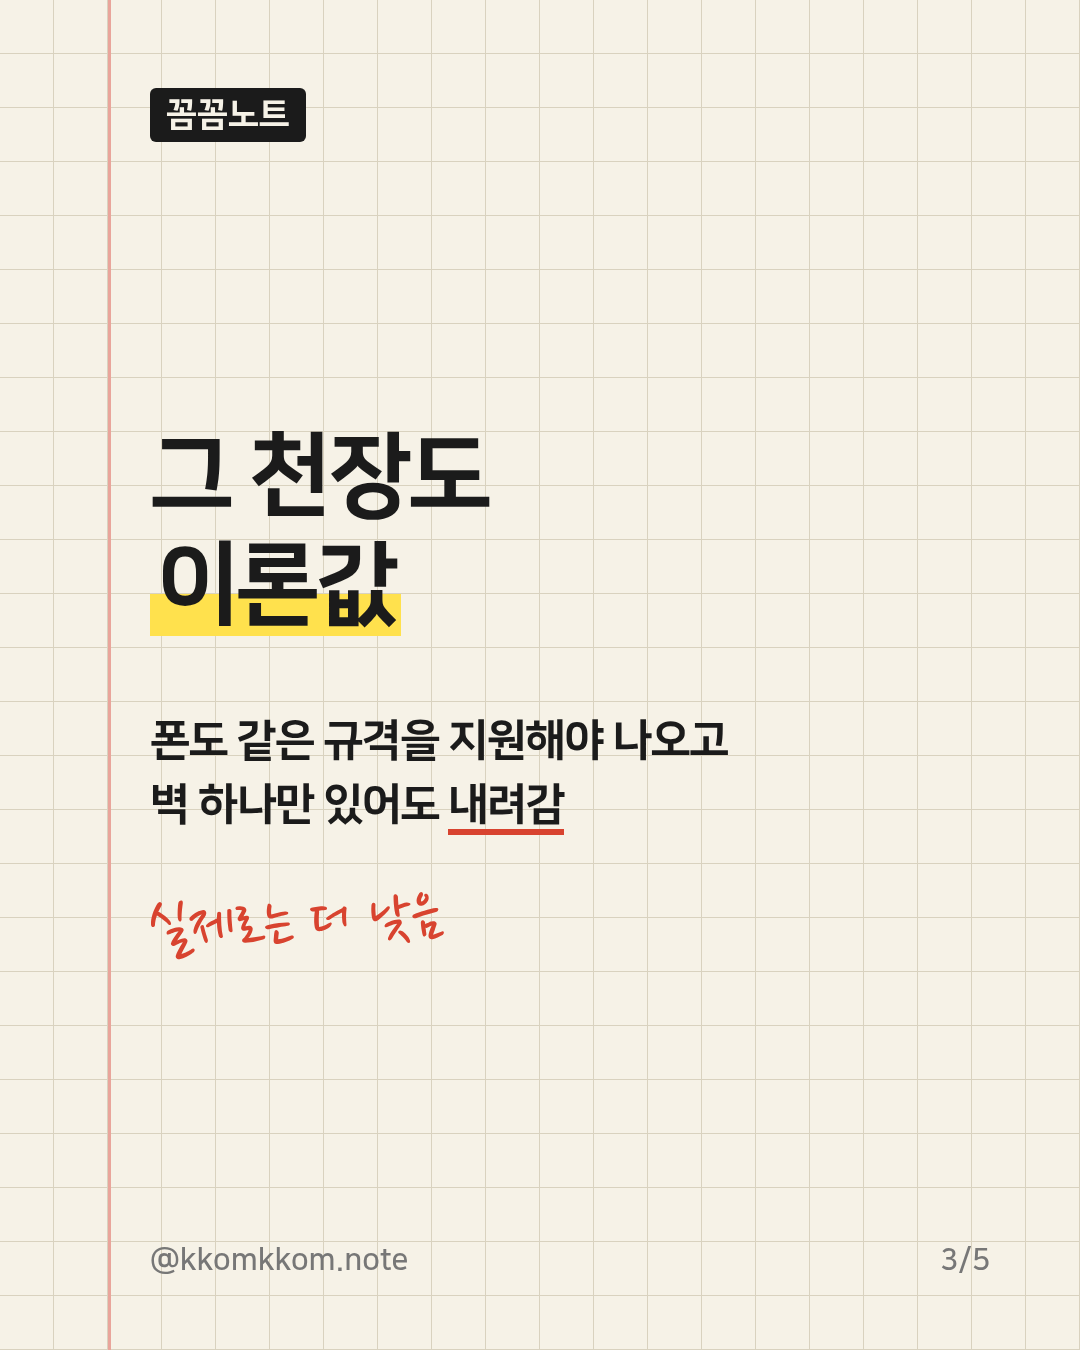 꼼꼼노트
그 천장도
이론값
폰도 같은 규격을 지원해야 나오고
벽 하나만 있어도 내려감
실제로는 더 낮음
@kkomkkom.note
3/5